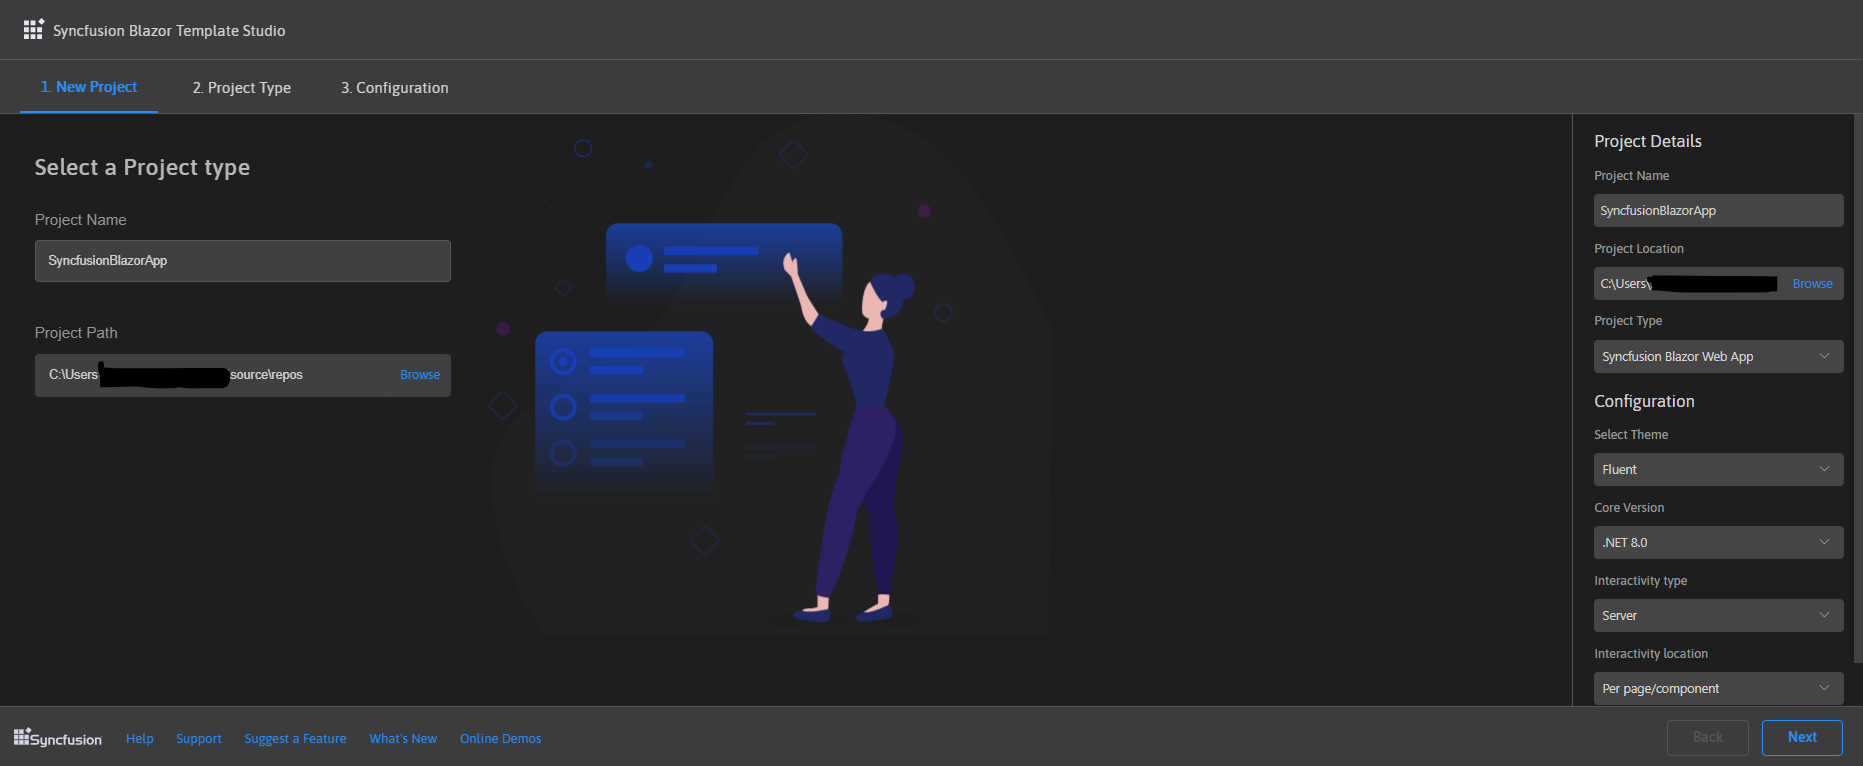 Syncfusion Blazor Template Studio
1. New Project
2. Project Type
3. Configuration
Select a Project type
Project Name
SyncfusionBlazorApp
Project Path
C:\Users source\repos
Browse
Project Details
Project Name
SyncfusionBlazorApp
Project Location
C:\Users\
Browse
Project Type
Syncfusion Blazor Web App
Configuration
Select Theme
Fluent
Core Version
.NET 8.0
Interactivity type
Server
Interactivity location
Per page/component
Syncfusion
Help
Support
Suggest a Feature
What's New
Online Demos
Back
Next